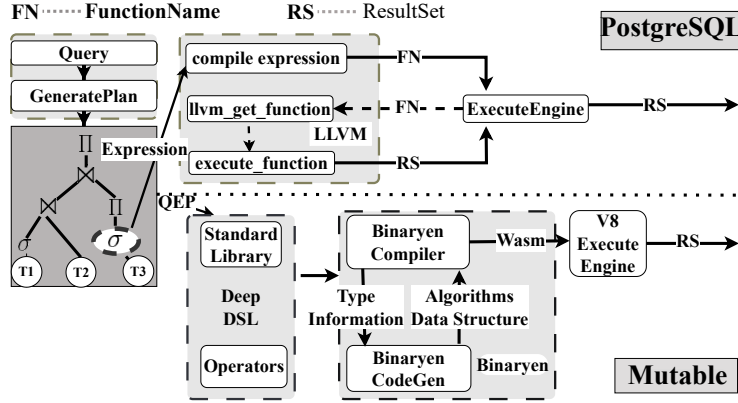 FN FunctionName
RS ResultSet
PostgreSQL
Query
GeneratePlan
compile expression
FN
llvm_get_function
FN
ExecuteEngine
RS
LLVM
Expression
execute_function
RS
Π
⋈
⋈
Π
σ
σ
T1
T2
T3
QEP
Standard
Library
Deep
DSL
Operators
Binaryen
Compiler
Wasm
V8
Execute
Engine
RS
Type
Information
Algorithms
Data Structure
Binaryen
CodeGen
Binaryen
Mutable